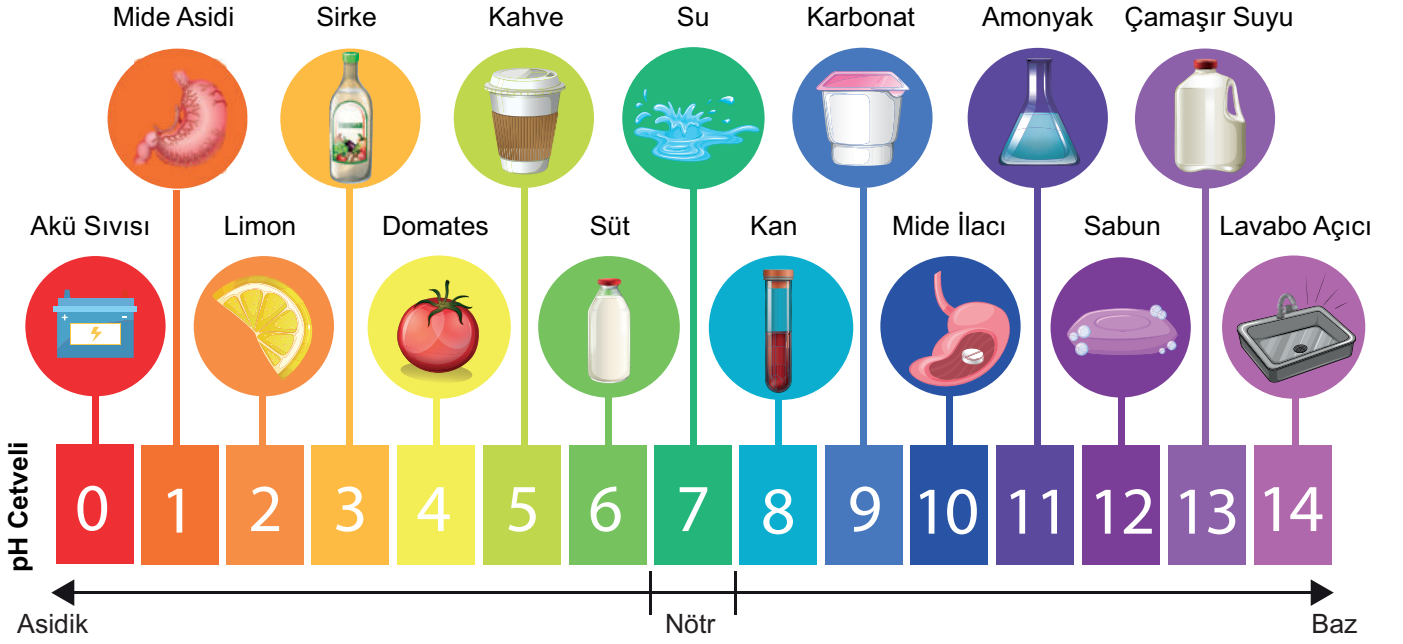 Mide Asidi
Sirke
Kahve
Su
Karbonat
Amonyak
Çamaşır Suyu
Akü Sıvısı
Limon
Domates
Süt
Kan
Mide İlacı
Sabun
Lavabo Açıcı
pH Cetveli
0 1 2 3 4 5 6 7 8 9 10 11 12 13 14
Asidik
Nötr
Baz